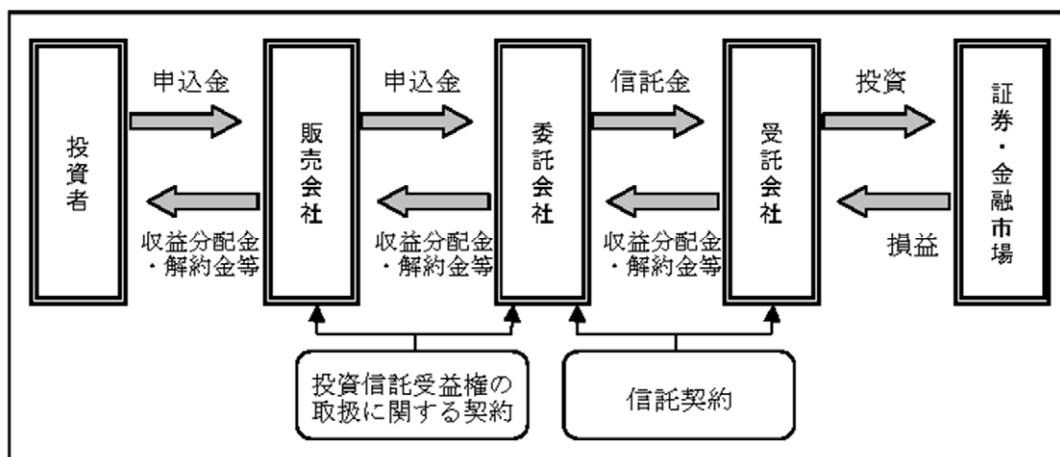 投資者
申込金
収益分配金
・解約金等
販売会社
申込金
収益分配金
・解約金等
委託会社
信託金
収益分配金
・解約金等
受託会社
投資
損益
証券・金融市場
投資信託受益権の
取扱に関する契約
信託契約